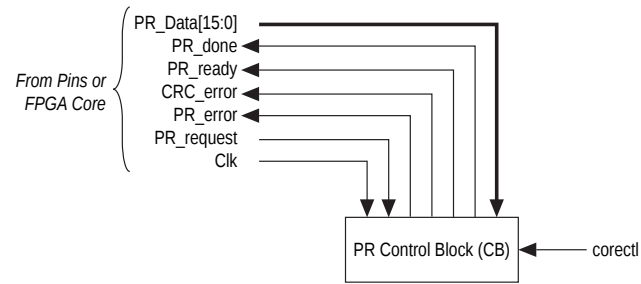 PR_Data[15:0]
PR_done
PR_ready
CRC_error
PR_error
PR_request
Clk
From Pins or
FPGA Core
PR Control Block (CB)
corectl